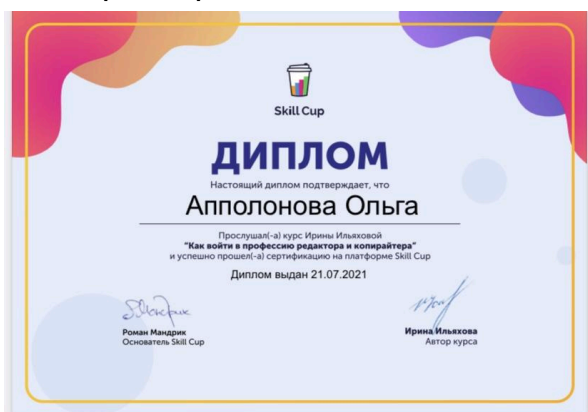 Skill Cup
ДИПЛОМ
Настоящий диплом подтверждает, что
Апполонова Ольга
Прослушал(-а) курс Ирины Ильяховой
"Как войти в профессию редактора и копирайтера"
и успешно прошел(-а) сертификацию на платформе Skill Cup
Диплом выдан 21.07.2021
Роман Мандрик
Основатель Skill Cup
Ирина Ильяхова
Автор курса